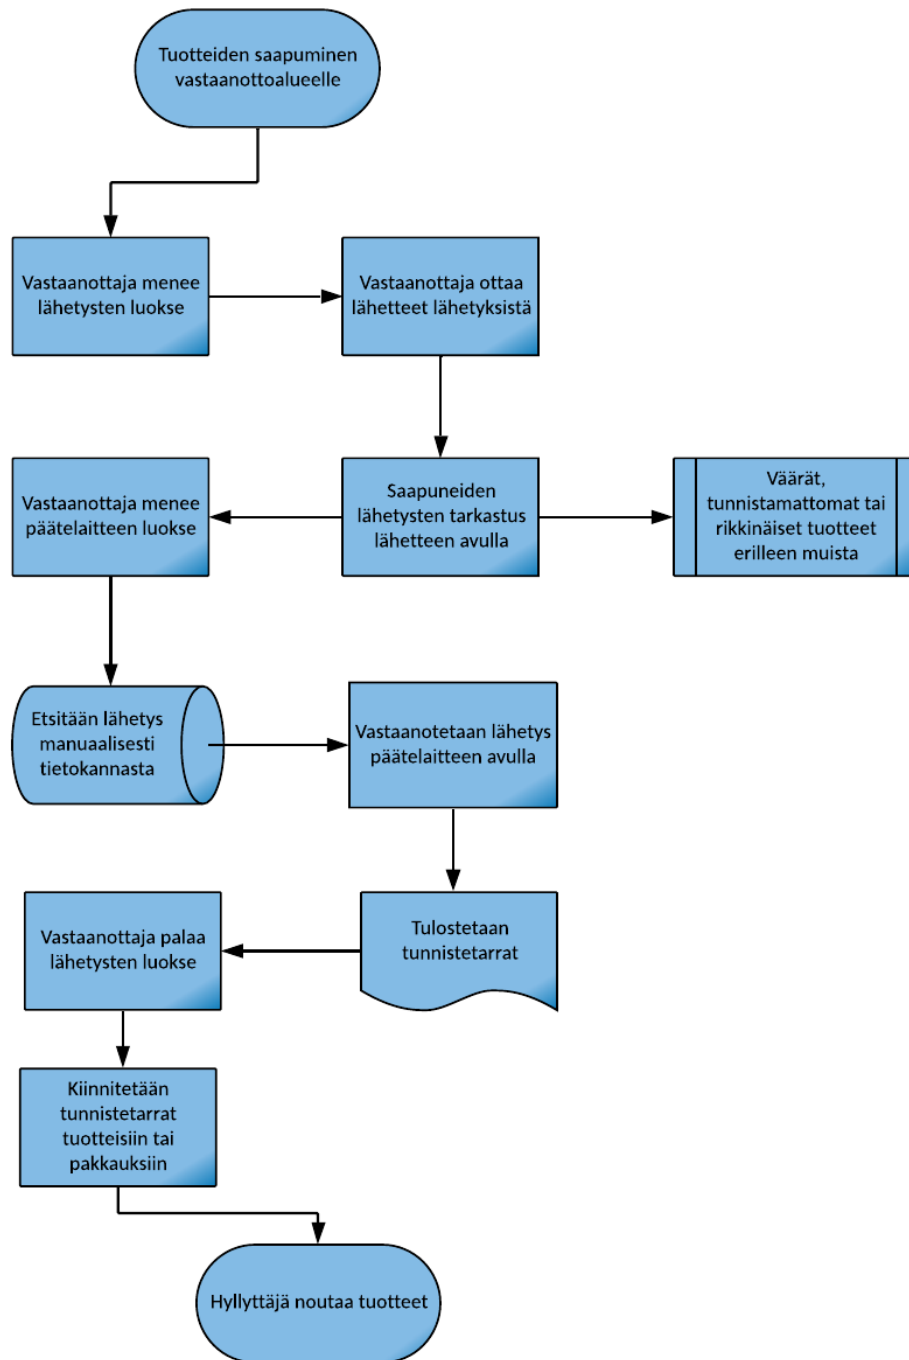 Tuotteiden saapuminen
vastaanottoalueelle
Vastaanottaja menee
lähetysten luokse
Vastaanottaja ottaa
lähetteet lähetyksistä
Vastaanottaja menee
päätelaitteen luokse
Saapuneiden
lähetysten tarkastus
lähetteen avulla
Väärät,
tunnistamattomat tai
rikkinäiset tuotteet
erilleen muista
Etsitään lähetys
manuaalisesti
tietokannasta
Vastaanotetaan lähetys
päätelaitteen avulla
Tulostetaan
tunnistetarrat
Vastaanottaja palaa
lähetysten luokse
Kiinnitetään
tunnistetarrat
tuotteisiin tai
pakkauksiin
Hyllyttäjä noutaa tuotteet